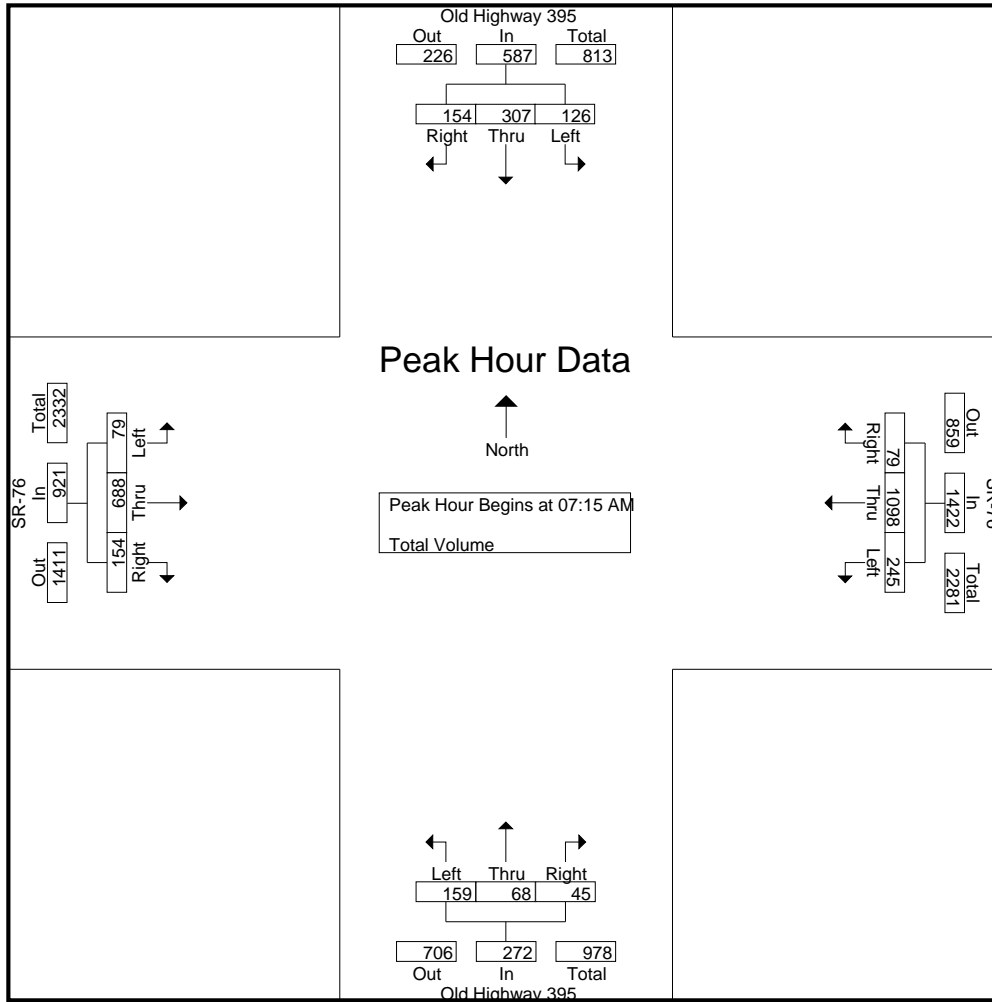 Old Highway 395
Out In Total
226 587 813
154 307 126
Right Thru Left
Peak Hour Data
North
Peak Hour Begins at 07:15 AM
Total Volume
SR-76
Total In Out
2332 921 1411
79 688 154
Left Thru Right
SR-76
Out In Total
859 1422 2281
79 1098 245
Right Thru Left
Left Thru Right
159 68 45
706 272 978
Out In Total
Old Highway 395